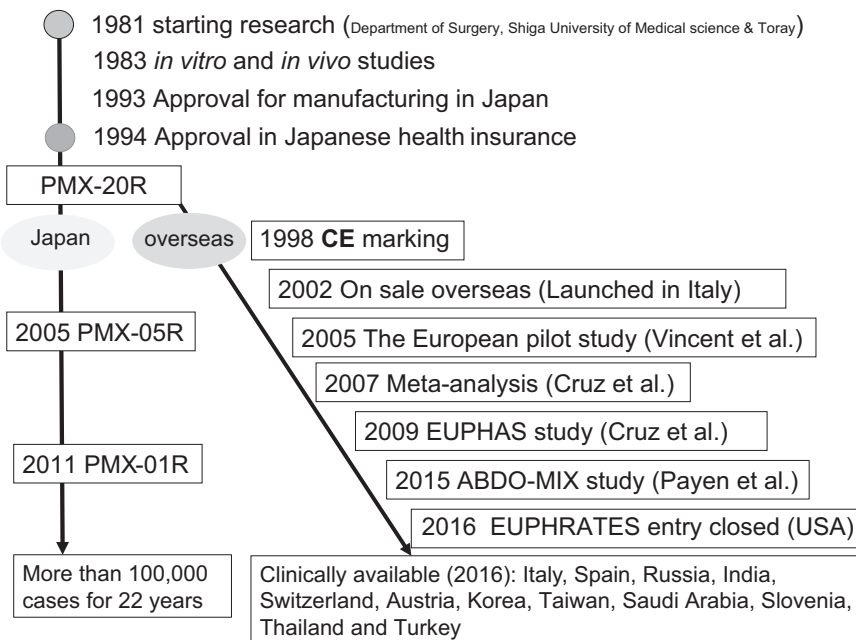 1981 starting research (Department of Surgery, Shiga University of Medical science & Toray)
1983 in vitro and in vivo studies
1993 Approval for manufacturing in Japan
1994 Approval in Japanese health insurance
PMX-20R
Japan
overseas
1998 CE marking
2002 On sale overseas (Launched in Italy)
2005 PMX-05R
2005 The European pilot study (Vincent et al.)
2007 Meta-analysis (Cruz et al.)
2009 EUPHAS study (Cruz et al.)
2011 PMX-01R
2015 ABDO-MIX study (Payen et al.)
2016 EUPHRATES entry closed (USA)
More than 100,000
cases for 22 years
Clinically available (2016): Italy, Spain, Russia, India,
Switzerland, Austria, Korea, Taiwan, Saudi Arabia, Slovenia,
Thailand and Turkey